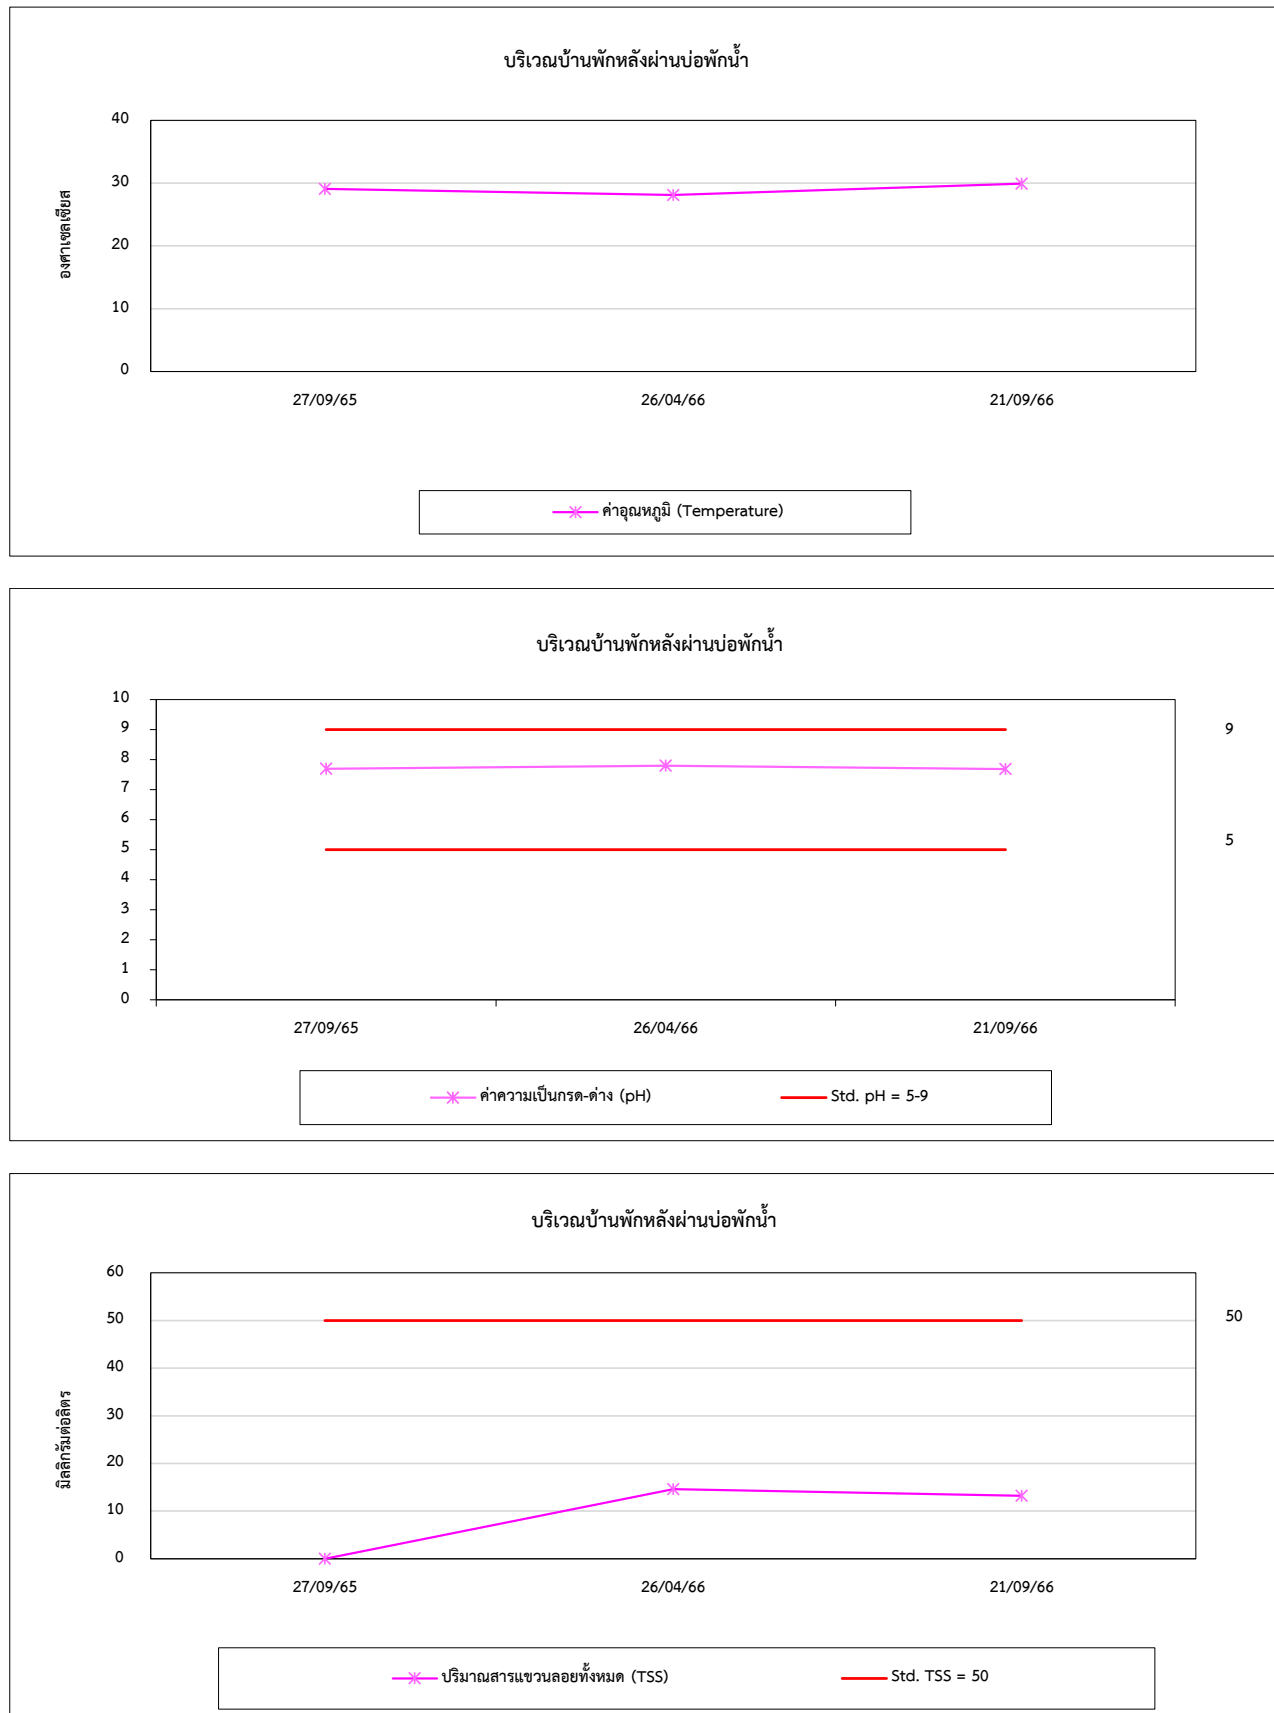 บริเวณบ้านพักหลังผ่านบ่อพักน้ำ
40
30
20
10
0
องศาเซลเซียส
27/09/65 26/04/66 21/09/66
ค่าอุณหภูมิ (Temperature)
บริเวณบ้านพักหลังผ่านบ่อพักน้ำ
10
9 9
8
7
6
5 5
4
3
2
1
0
27/09/65 26/04/66 21/09/66
ค่าความเป็นกรด-ด่าง (pH) Std. pH = 5-9
บริเวณบ้านพักหลังผ่านบ่อพักน้ำ
60
50 50
40
30
20
10
0
มิลลิกรัมต่อลิตร
27/09/65 26/04/66 21/09/66
ปริมาณสารแขวนลอยทั้งหมด (TSS) Std. TSS = 50